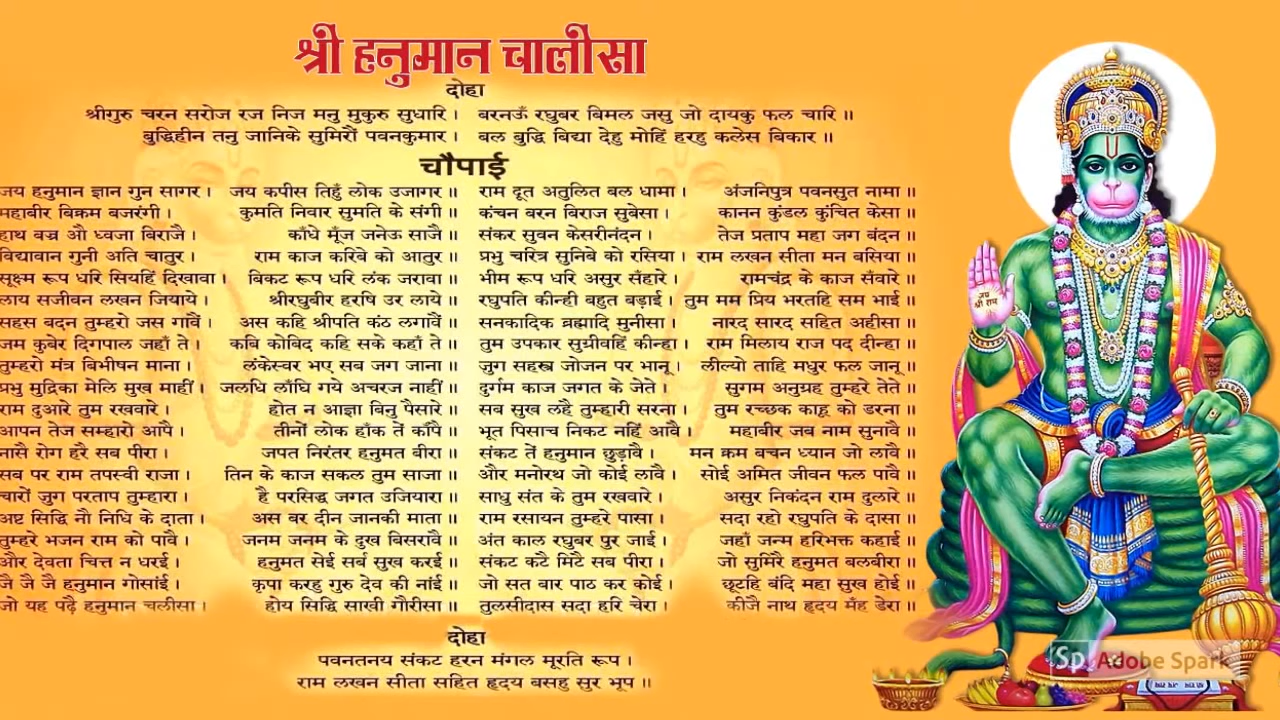 श्री हनुमान चालीसा
दोहा
श्रीगुरु चरन सरोज रज निज मनु मुकुरु सुधारि । बरनऊँ रघुबर बिमल जसु जो दायकु फल चारि ॥
बुद्धिहीन तनु जानिके सुमिरौं पवनकुमार । बल बुद्धि बिद्या देहु मोहिं हरहु कलेस बिकार ॥
चौपाई
जय हनुमान ज्ञान गुन सागर । जय कपीस तिहुँ लोक उजागर ॥ राम दूत अतुलित बल धामा । अंजनिपुत्र पवनसुत नामा ॥
महाबीर बिक्रम बजरंगी । कुमति निवार सुमति के संगी ॥ कंचन बरन बिराज सुबेसा । कानन कुंडल कुंचित केसा ॥
हाथ बज्र औ ध्वजा बिराजै । काँधे मूँज जनेऊ साजै ॥ संकर सुवन केसरीनंदन । तेज प्रताप महा जग बंदन ॥
विद्यावान गुनी अति चातुर । राम काज करिबे को आतुर ॥ प्रभु चरित्र सुनिबे को रसिया । राम लखन सीता मन बसिया ॥
सूक्ष्म रूप धरि सियहिं दिखावा । बिकट रूप धरि लंक जरावा ॥ भीम रूप धरि असुर सँहारे । रामचंद्र के काज सँवारे ॥
लाय सजीवन लखन जियाये । श्रीरघुबीर हरषि उर लाये ॥ रघुपति कीन्ही बहुत बड़ाई । तुम मम प्रिय भरतहि सम भाई ॥
सहस बदन तुम्हरो जस गावैं । अस कहि श्रीपति कंठ लगावैं ॥ सनकादिक ब्रह्मादि मुनीसा । नारद सारद सहित अहीसा ॥
जम कुबेर दिगपाल जहाँ ते । कबि कोबिद कहि सके कहाँ ते ॥ तुम उपकार सुग्रीवहिं कीन्हा । राम मिलाय राज पद दीन्हा ॥
तुम्हरो मंत्र बिभीषन माना । लंकेस्वर भए सब जग जाना ॥ जुग सहस्त्र जोजन पर भानू । लील्यो ताहि मधुर फल जानू ॥
प्रभु मुद्रिका मेलि मुख माहीं । जलधि लाँघि गये अचरज नाहीं ॥ दुर्गम काज जगत के जेते । सुगम अनुग्रह तुम्हरे तेते ॥
राम दुआरे तुम रखवारे । होत न आज्ञा बिनु पैसारे ॥ सब सुख लहै तुम्हारी सरना । तुम रच्छक काहू को डरना ॥
आपन तेज सम्हारो आपै । तीनों लोक हाँक तें काँपै ॥ भूत पिसाच निकट नहिं आवै । महाबीर जब नाम सुनावै ॥
नासै रोग हरै सब पीरा । जपत निरंतर हनुमत बीरा ॥ संकट तें हनुमान छुड़ावै । मन क्रम बचन ध्यान जो लावै ॥
सब पर राम तपस्वी राजा । तिन के काज सकल तुम साजा ॥ और मनोरथ जो कोई लावै । सोई अमित जीवन फल पावै ॥
चारों जुग परताप तुम्हारा । है परसिद्ध जगत उजियारा ॥ साधु संत के तुम रखवारे । असुर निकंदन राम दुलारे ॥
अष्ट सिद्धि नौ निधि के दाता । अस बर दीन जानकी माता ॥ राम रसायन तुम्हरे पासा । सदा रहो रघुपति के दासा ॥
तुम्हरे भजन राम को पावै । जनम जनम के दुख बिसरावै ॥ अंत काल रघुबर पुर जाई । जहाँ जन्म हरिभक्त कहाई ॥
और देवता चित्त न धरई । हनुमत सेई सर्ब सुख करई ॥ संकट कटै मिटै सब पीरा । जो सुमिरै हनुमत बलबीरा ॥
जै जै जै हनुमान गोसांई । कृपा करहु गुरु देव की नांई ॥ जो सत बार पाठ कर कोई । छूटहि बंदि महा सुख होई ॥
जो यह पढ़ै हनुमान चलीसा । होय सिद्धि साखी गौरीसा ॥ तुलसीदास सदा हरि चेरा । कीजै नाथ हृदय मँह डेरा ॥
दोहा
पवनतनय संकट हरन मंगल मूरति रूप ।
राम लखन सीता सहित हृदय बसहु सुर भूप ॥
जय श्री राम
Sp Adobe Spark